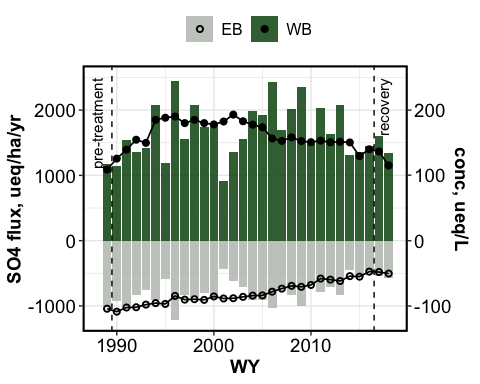 EB WB
pre-treatment
recovery
SO4 flux, ueq/ha/yr
2000
1000
0
-1000
200
100
0
-100
conc, ueq/L
1990 2000 2010
WY